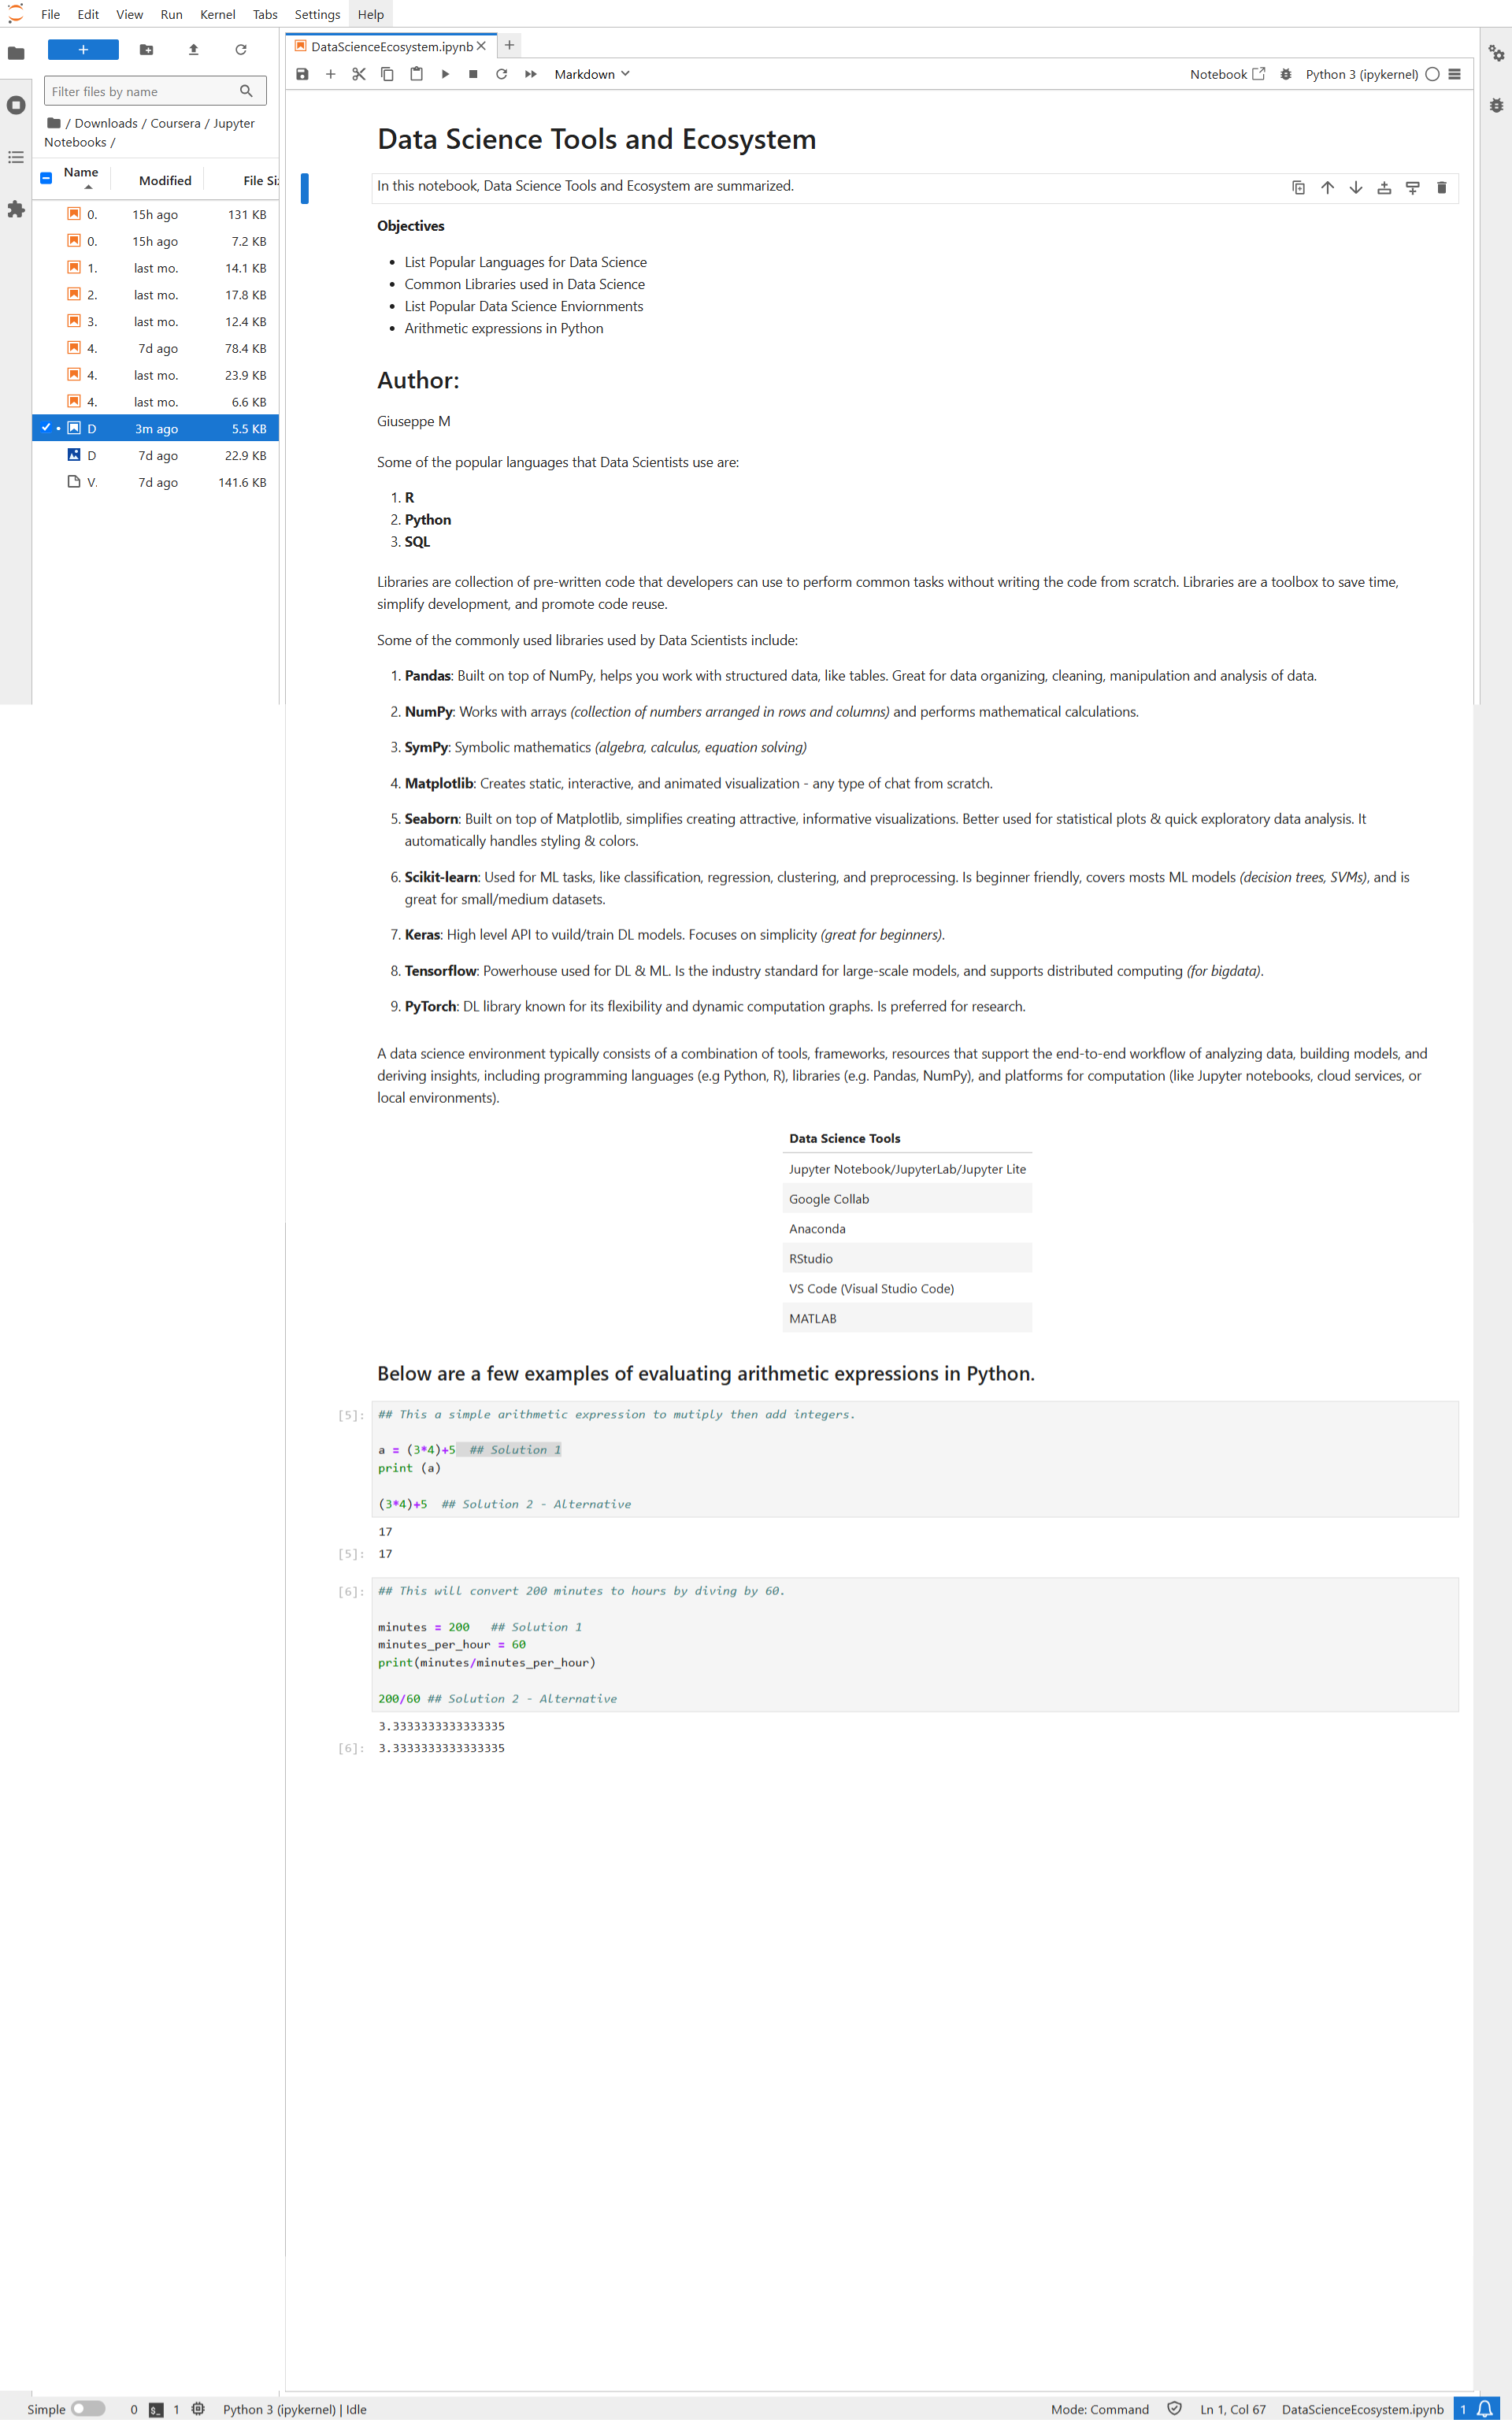 File Edit View Run Kernel Tabs Settings Help
DataScienceEcosystem.ipynb
Markdown
Notebook
Python 3 (ipykernel)
Filter files by name
/ Downloads / Coursera / Jupyter
Notebooks /
Name Modified File Si
0. 15h ago 131 KB
0. 15h ago 7.2 KB
1. last mo. 14.1 KB
2. last mo. 17.8 KB
3. last mo. 12.4 KB
4. 7d ago 78.4 KB
4. last mo. 23.9 KB
4. last mo. 6.6 KB
D 3m ago 5.5 KB
D 7d ago 22.9 KB
V. 7d ago 141.6 KB
Data Science Tools and Ecosystem
In this notebook, Data Science Tools and Ecosystem are summarized.
Objectives
• List Popular Languages for Data Science
• Common Libraries used in Data Science
• List Popular Data Science Enviornments
• Arithmetic expressions in Python
Author:
Giuseppe M
Some of the popular languages that Data Scientists use are:
1. R
2. Python
3. SQL
Libraries are collection of pre-written code that developers can use to perform common tasks without writing the code from scratch. Libraries are a toolbox to save time,
simplify development, and promote code reuse.
Some of the commonly used libraries used by Data Scientists include:
1. Pandas: Built on top of NumPy, helps you work with structured data, like tables. Great for data organizing, cleaning, manipulation and analysis of data.
2. NumPy: Works with arrays (collection of numbers arranged in rows and columns) and performs mathematical calculations.
3. SymPy: Symbolic mathematics (algebra, calculus, equation solving)
4. Matplotlib: Creates static, interactive, and animated visualization - any type of chat from scratch.
5. Seaborn: Built on top of Matplotlib, simplifies creating attractive, informative visualizations. Better used for statistical plots & quick exploratory data analysis. It
automatically handles styling & colors.
6. Scikit-learn: Used for ML tasks, like classification, regression, clustering, and preprocessing. Is beginner friendly, covers mosts ML models (decision trees, SVMs), and is
great for small/medium datasets.
7. Keras: High level API to vuild/train DL models. Focuses on simplicity (great for beginners).
8. Tensorflow: Powerhouse used for DL & ML. Is the industry standard for large-scale models, and supports distributed computing (for bigdata).
9. PyTorch: DL library known for its flexibility and dynamic computation graphs. Is preferred for research.
A data science environment typically consists of a combination of tools, frameworks, resources that support the end-to-end workflow of analyzing data, building models, and
deriving insights, including programming languages (e.g Python, R), libraries (e.g. Pandas, NumPy), and platforms for computation (like Jupyter notebooks, cloud services, or
local environments).
Data Science Tools
Jupyter Notebook/JupyterLab/Jupyter Lite
Google Collab
Anaconda
RStudio
VS Code (Visual Studio Code)
MATLAB
Below are a few examples of evaluating arithmetic expressions in Python.
[5]: ## This a simple arithmetic expression to mutiply then add integers.
a = (3*4)+5  ## Solution 1
print (a)
(3*4)+5  ## Solution 2 - Alternative
17
[5]: 17
[6]: ## This will convert 200 minutes to hours by diving by 60.
minutes = 200   ## Solution 1
minutes_per_hour = 60
print(minutes/minutes_per_hour)
200/60 ## Solution 2 - Alternative
3.3333333333333335
[6]: 3.3333333333333335
Simple 0 1 Python 3 (ipykernel) | Idle Mode: Command Ln 1, Col 67 DataScienceEcosystem.ipynb 1